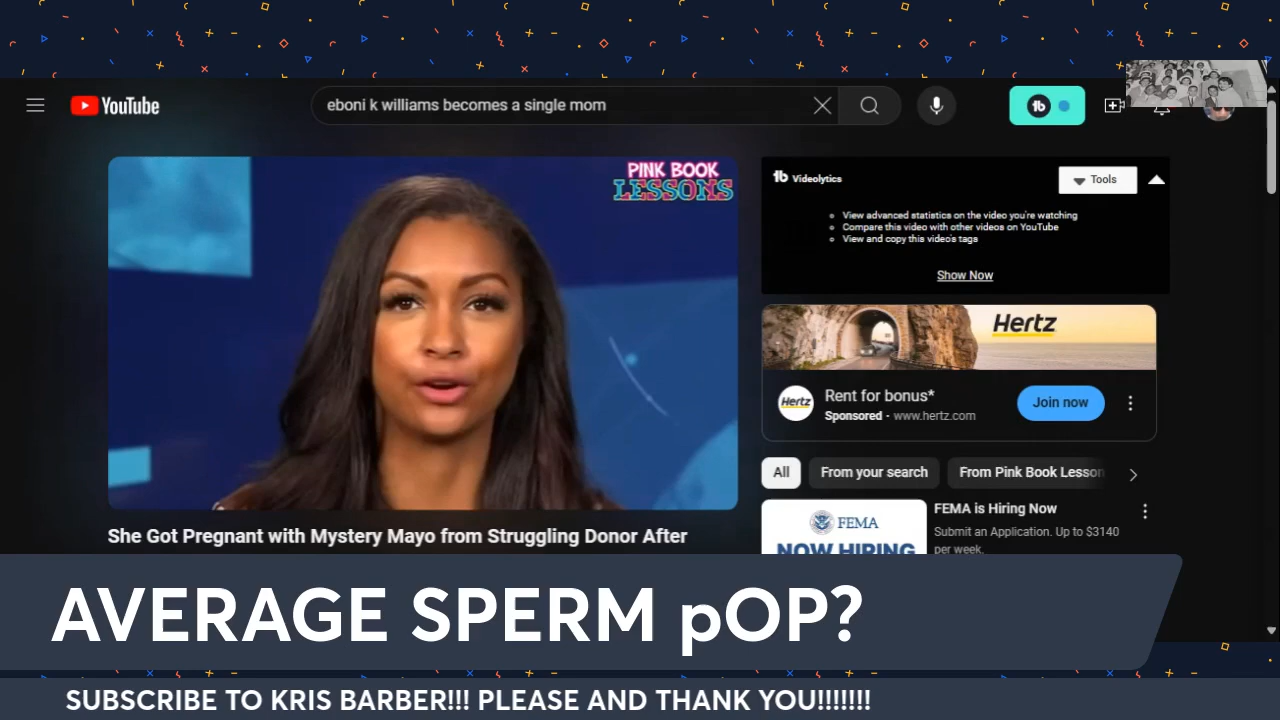 YouTube
eboni k williams becomes a single mom
PINK BOOK
LESSONS
Videolytics
Tools
View advanced statistics on the video you're watching
Compare this video with other videos on YouTube
View and copy this video's tags
Show Now
Hertz
Hertz
Rent for bonus*
Sponsored · www.hertz.com
Join now
All
From your search
From Pink Book Lesson
FEMA
NOW HIRING
FEMA is Hiring Now
Submit an Application. Up to $3140
per week.
She Got Pregnant with Mystery Mayo from Struggling Donor After
AVERAGE SPERM pOP?
SUBSCRIBE TO KRIS BARBER!!! PLEASE AND THANK YOU!!!!!!!